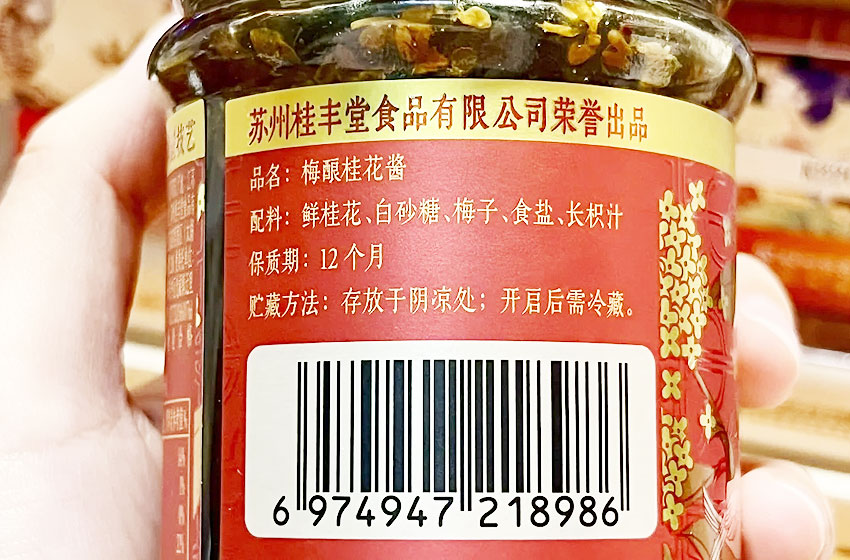 苏州桂丰堂食品有限公司荣誉出品
品名：梅酿桂花酱
配料：鲜桂花、白砂糖、梅子、食盐、长枳汁
保质期：12个月
贮藏方法：存放于阴凉处；开启后需冷藏。
6 974947 218986
技艺